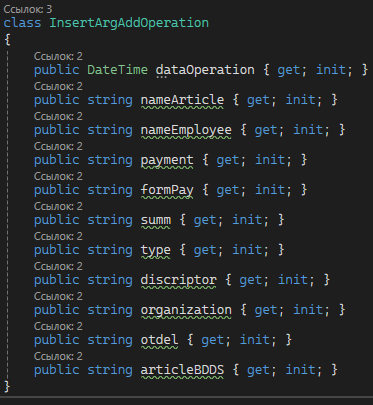 Ссылок: 3
class InsertArgAddOperation
{
Ссылок: 2
public DateTime dataOperation { get; init; }
Ссылок: 2
public string nameArticle { get; init; }
Ссылок: 2
public string nameEmployee { get; init; }
Ссылок: 2
public string payment { get; init; }
Ссылок: 2
public string formPay { get; init; }
Ссылок: 2
public string summ { get; init; }
Ссылок: 2
public string type { get; init; }
Ссылок: 2
public string discriptor { get; init; }
Ссылок: 2
public string organization { get; init; }
Ссылок: 2
public string otdel { get; init; }
Ссылок: 2
public string articleBDDS { get; init; }
}